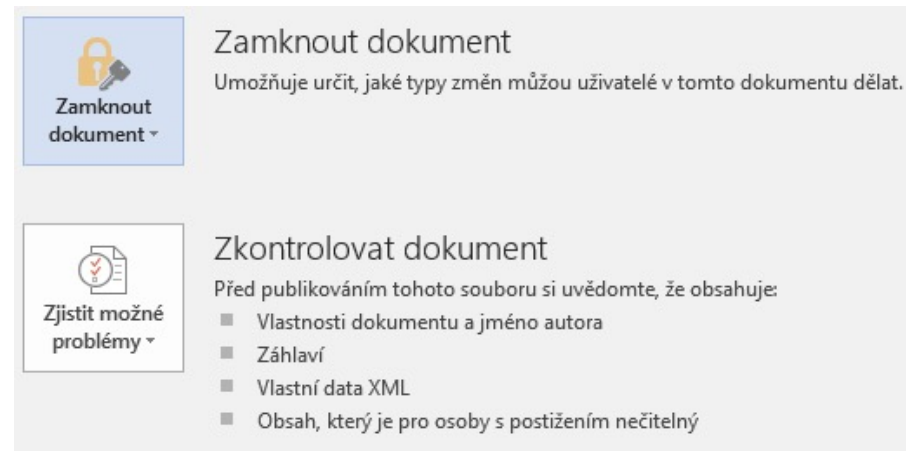 Zamknout dokument
Umožňuje určit, jaké typy změn můžou uživatelé v tomto dokumentu dělat.
Zamknout
dokument
Zkontrolovat dokument
Před publikováním tohoto souboru si uvědomte, že obsahuje:
Zjistit možné
problémy
Vlastnosti dokumentu a jméno autora
Záhlaví
Vlastní data XML
Obsah, který je pro osoby s postižením nečitelný